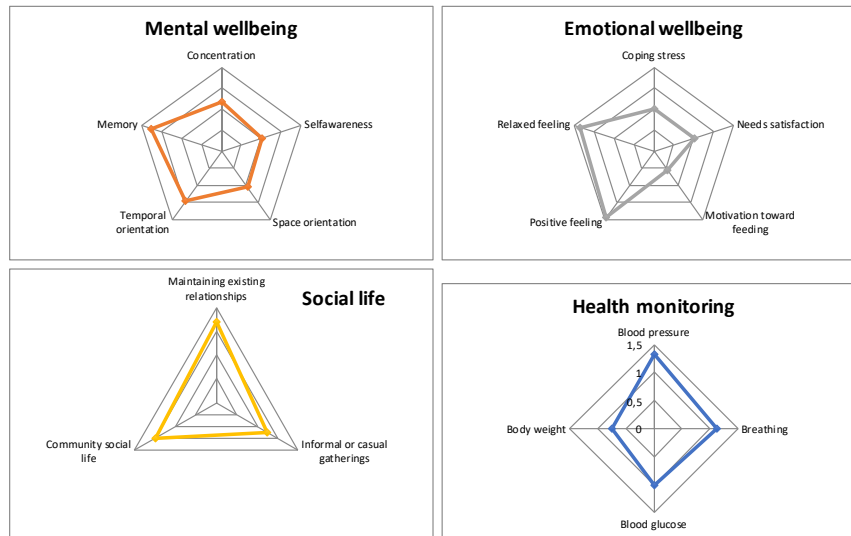 Mental wellbeing
Concentration
Memory
Selfawareness
Temporal
orientation
Space orientation
Emotional wellbeing
Coping stress
Relaxed feeling
Needs satisfaction
Positive feeling
Motivation toward
feeding
Social life
Maintaining existing
relationships
Community social
life
Informal or casual
gatherings
Health monitoring
Blood pressure
1,5
1
0,5
0
Body weight
Breathing
Blood glucose